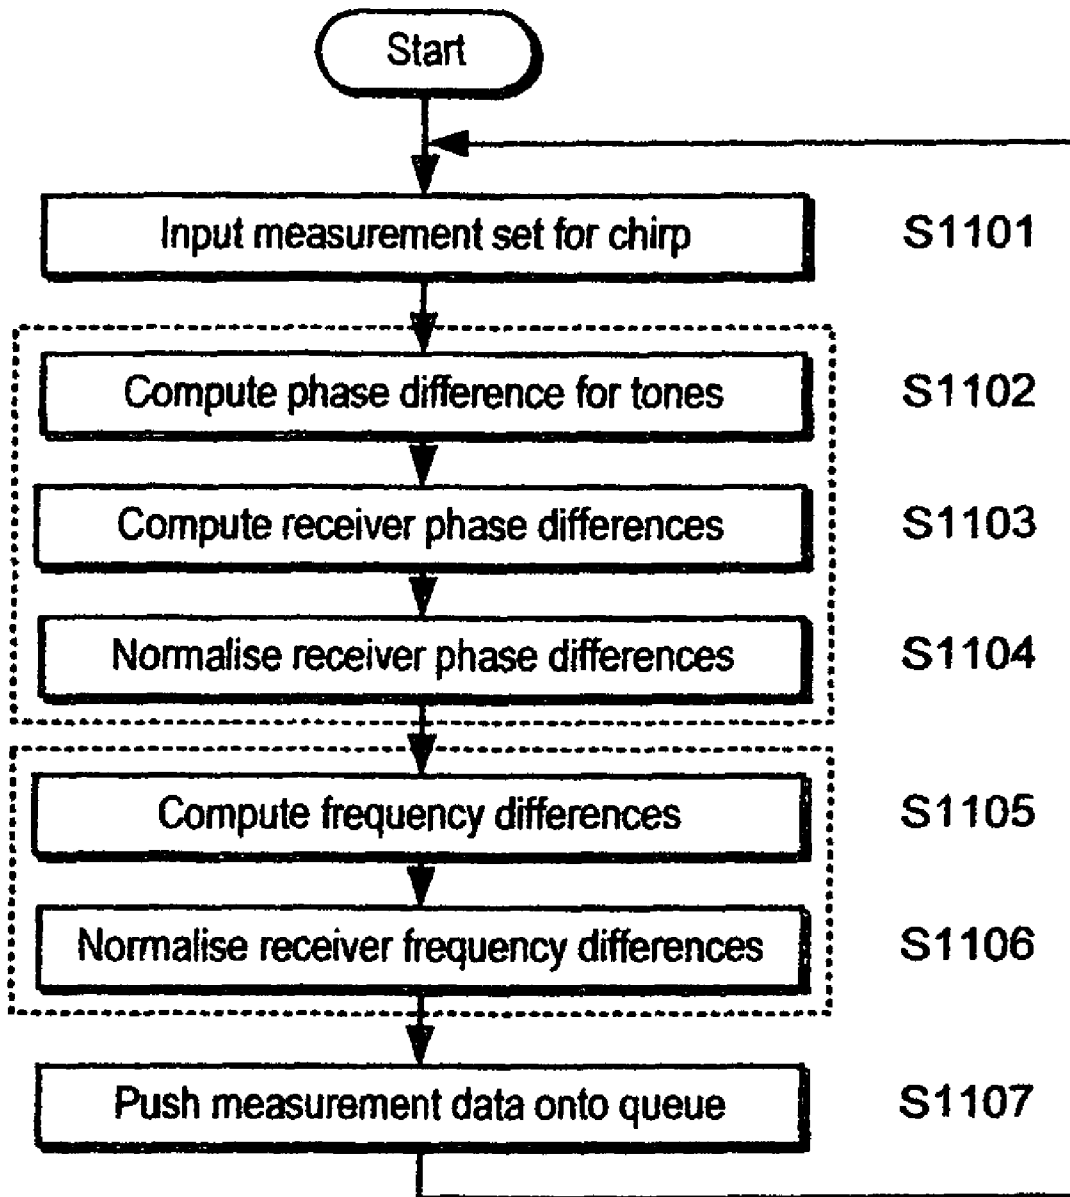 Start
Input measurement set for chirp S1101
Compute phase difference for tones S1102
Compute receiver phase differences S1103
Normalise receiver phase differences S1104
Compute frequency differences S1105
Normalise receiver frequency differences S1106
Push measurement data onto queue S1107